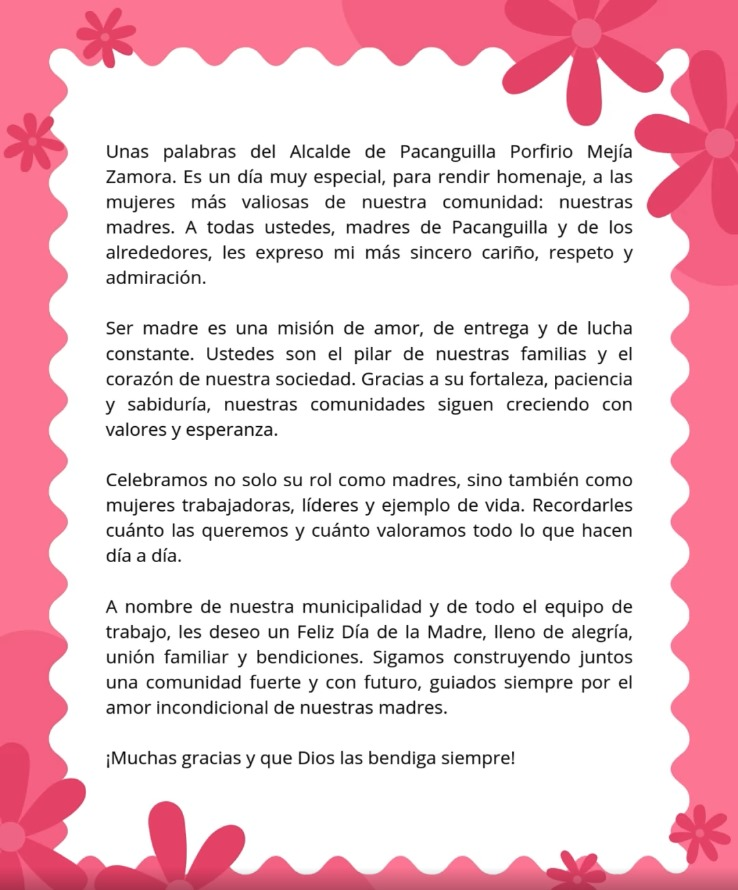 Unas palabras del Alcalde de Pacanguilla Porfirio Mejía
Zamora. Es un día muy especial, para rendir homenaje, a las
mujeres más valiosas de nuestra comunidad: nuestras
madres. A todas ustedes, madres de Pacanguilla y de los
alrededores, les expreso mi más sincero cariño, respeto y
admiración.
Ser madre es una misión de amor, de entrega y de lucha
constante. Ustedes son el pilar de nuestras familias y el
corazón de nuestra sociedad. Gracias a su fortaleza, paciencia
y sabiduría, nuestras comunidades siguen creciendo con
valores y esperanza.
Celebramos no solo su rol como madres, sino también como
mujeres trabajadoras, líderes y ejemplo de vida. Recordarles
cuánto las queremos y cuánto valoramos todo lo que hacen
día a día.
A nombre de nuestra municipalidad y de todo el equipo de
trabajo, les deseo un Feliz Día de la Madre, lleno de alegría,
unión familiar y bendiciones. Sigamos construyendo juntos
una comunidad fuerte y con futuro, guiados siempre por el
amor incondicional de nuestras madres.
¡Muchas gracias y que Dios las bendiga siempre!